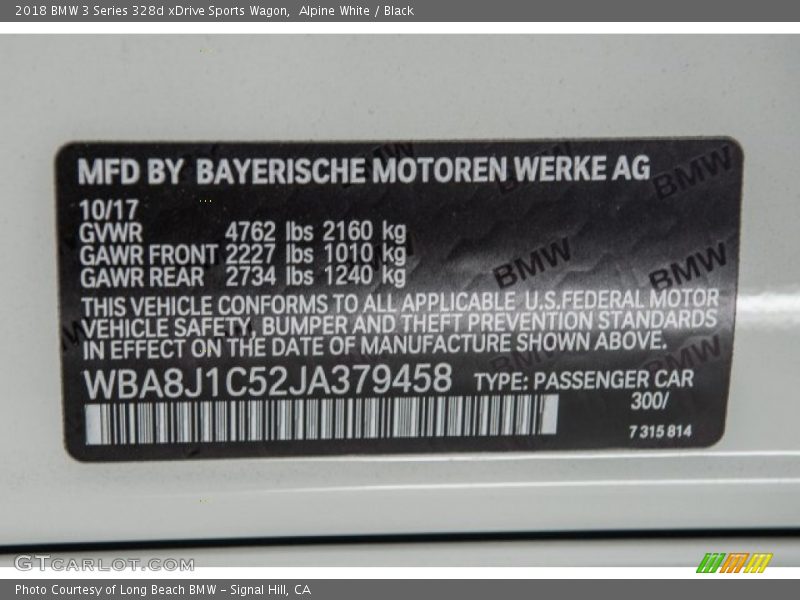 2018 BMW 3 Series 328d xDrive Sports Wagon, Alpine White / Black
MFD BY BAYERISCHE MOTOREN WERKE AG
10/17
GVWR 4762 lbs 2160 kg
GAWR FRONT 2227 lbs 1010 kg
GAWR REAR 2734 lbs 1240 kg
THIS VEHICLE CONFORMS TO ALL APPLICABLE U.S.FEDERAL MOTOR
VEHICLE SAFETY, BUMPER AND THEFT PREVENTION STANDARDS
IN EFFECT ON THE DATE OF MANUFACTURE SHOWN ABOVE.
WBA8J1C52JA379458 TYPE: PASSENGER CAR
300/
7 315 814
GTCARLOT.COM
Photo Courtesy of Long Beach BMW - Signal Hill, CA